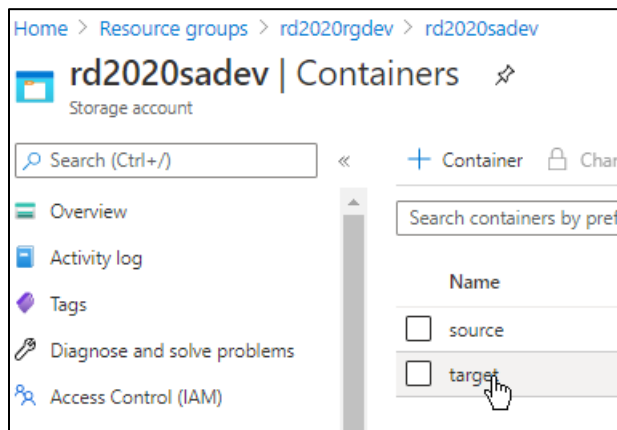 Home > Resource groups > rd2020rgdev > rd2020sadev
rd2020sadev | Containers
Storage account
Search (Ctrl+/)
«
+ Container
Char
Overview
Search containers by pref
Activity log
Name
Tags
source
Diagnose and solve problems
target
Access Control (IAM)